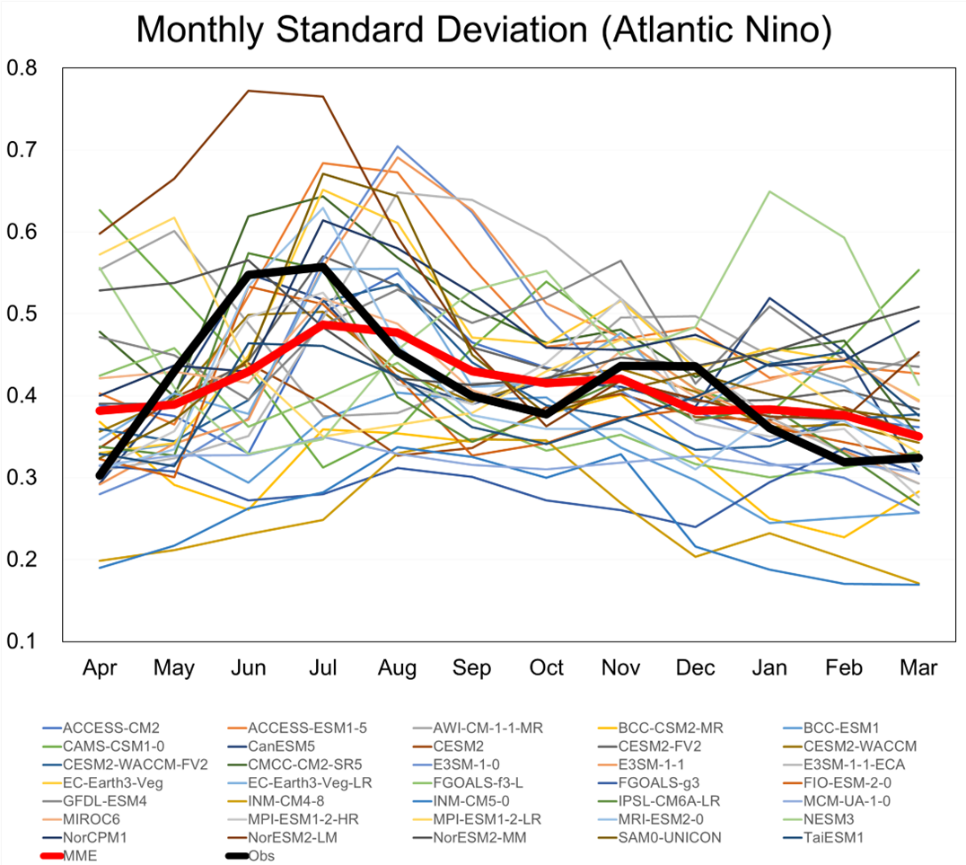 Monthly Standard Deviation (Atlantic Nino)
0.8
0.7
0.6
0.5
0.4
0.3
0.2
0.1
Apr May Jun Jul Aug Sep Oct Nov Dec Jan Feb Mar
ACCESS-CM2 ACCESS-ESM1-5 AWI-CM-1-1-MR BCC-CSM2-MR BCC-ESM1
CAMS-CSM1-0 CanESM5 CESM2 CESM2-FV2 CESM2-WACCM
CESM2-WACCM-FV2 CMCC-CM2-SR5 E3SM-1-0 E3SM-1-1 E3SM-1-1-ECA
EC-Earth3-Veg EC-Earth3-Veg-LR FGOALS-f3-L FGOALS-g3 FIO-ESM-2-0
GFDL-ESM4 INM-CM4-8 INM-CM5-0 IPSL-CM6A-LR MCM-UA-1-0
MIROC6 MPI-ESM1-2-HR MPI-ESM1-2-LR MRI-ESM2-0 NESM3
NorCPM1 NorESM2-LM NorESM2-MM SAM0-UNICON TaiESM1
MME Obs